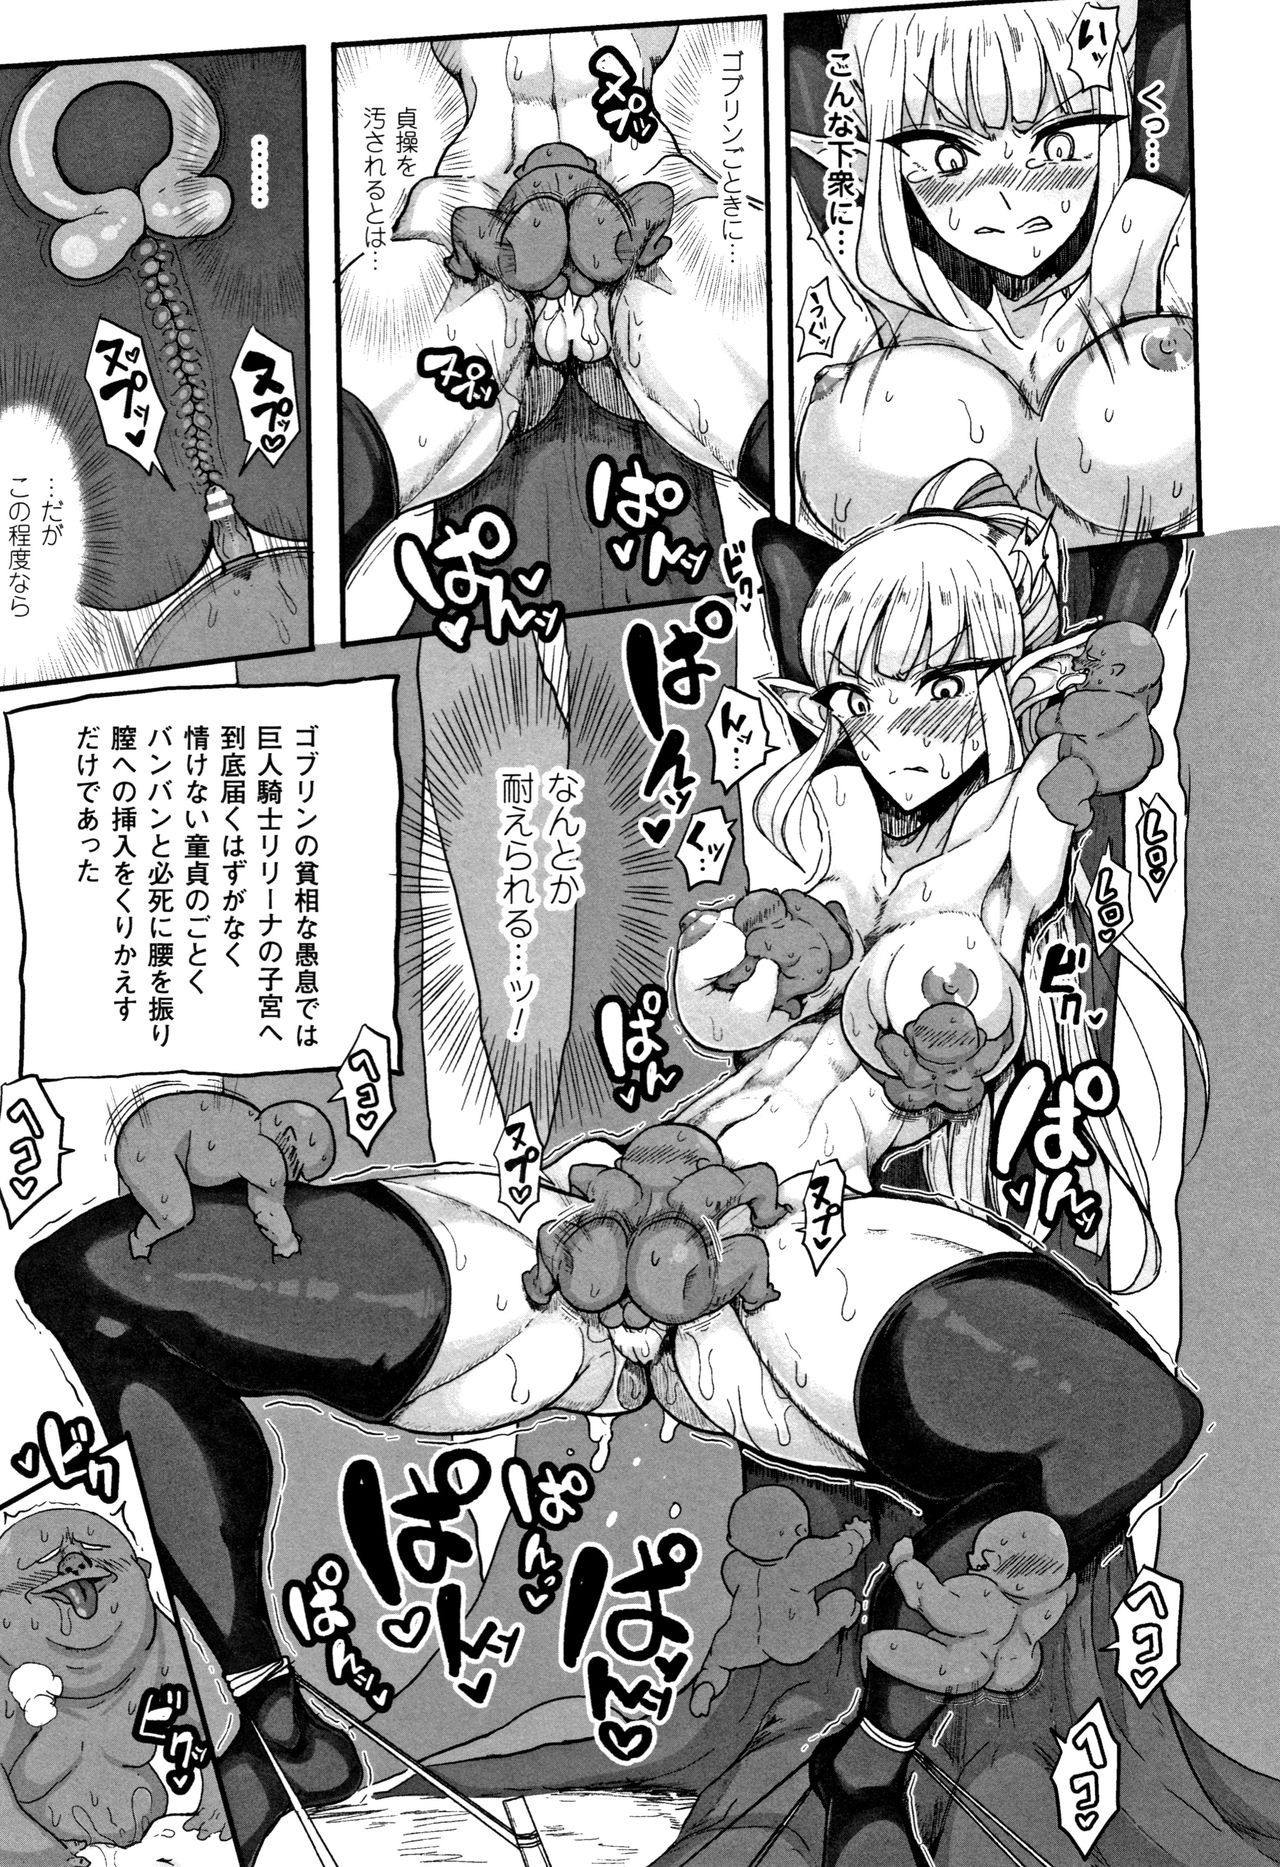 いッ
くっ…
こんな下衆に…
うぐッ
ゴブリンごときに…
貞操を
汚されるとは…
ヌプッ
ヌプッ
ぱんッ
ぱんッ
………
ヌプッ
ヌプッ
…だが
この程度なら
ビクッ
ぱんッ
んッ…
くッ…
レロ
レロ
ビクッ
なんとか
耐えられる…ッ！
ぱんッ
ぱんッ
ヌプ
ヌプッ
ゴブリンの貧相な愚息では
巨人騎士リリーナの子宮へ
到底届くはずがなく
情けない童貞のごとく
バンバンと必死に腰を振り
膣への挿入をくりかえす
だけであった
ヘコ
ヘコ
ぱんッ
ぱんッ
ぱんッ
ぱんッ
ヘコ
ヘコ
ビクッ
ビクッ